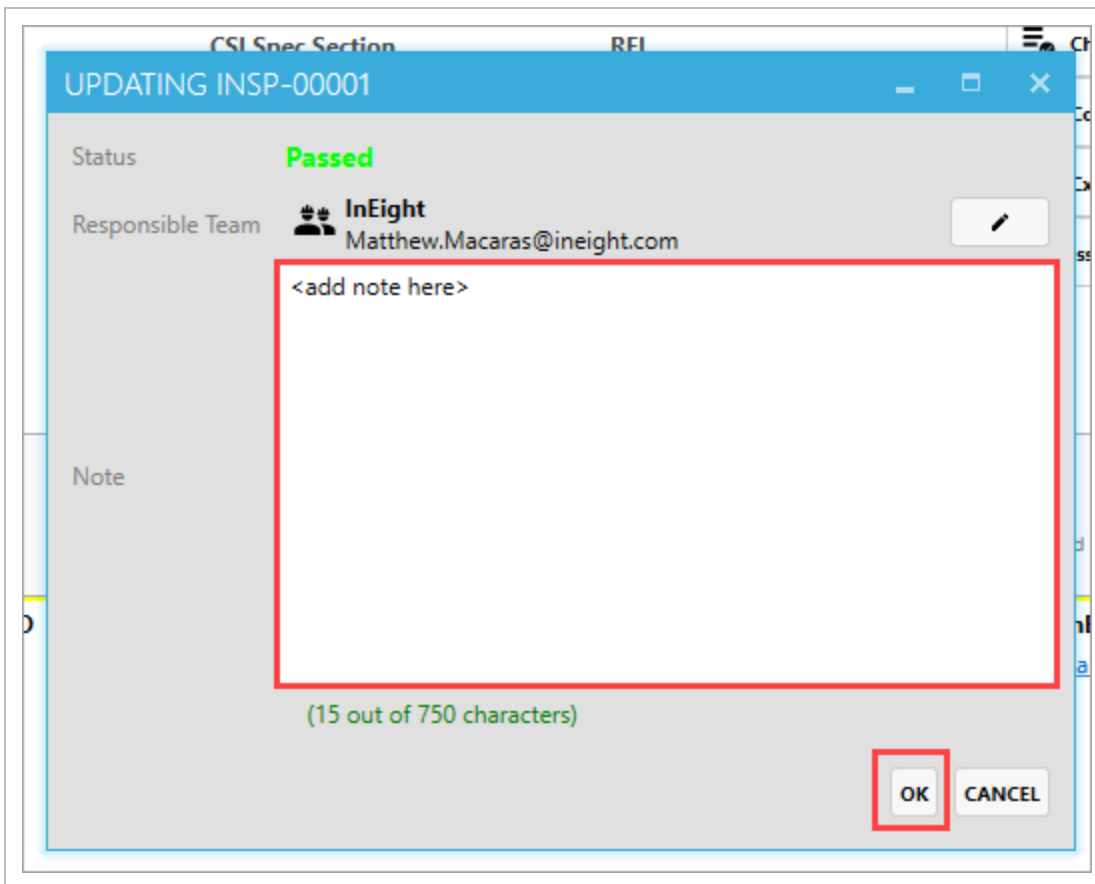 CSI Spec Section RFI
UPDATING INSP-00001
Status Passed
Responsible Team InEight
Matthew.Macaras@ineight.com
<add note here>
Note
(15 out of 750 characters)
OK CANCEL